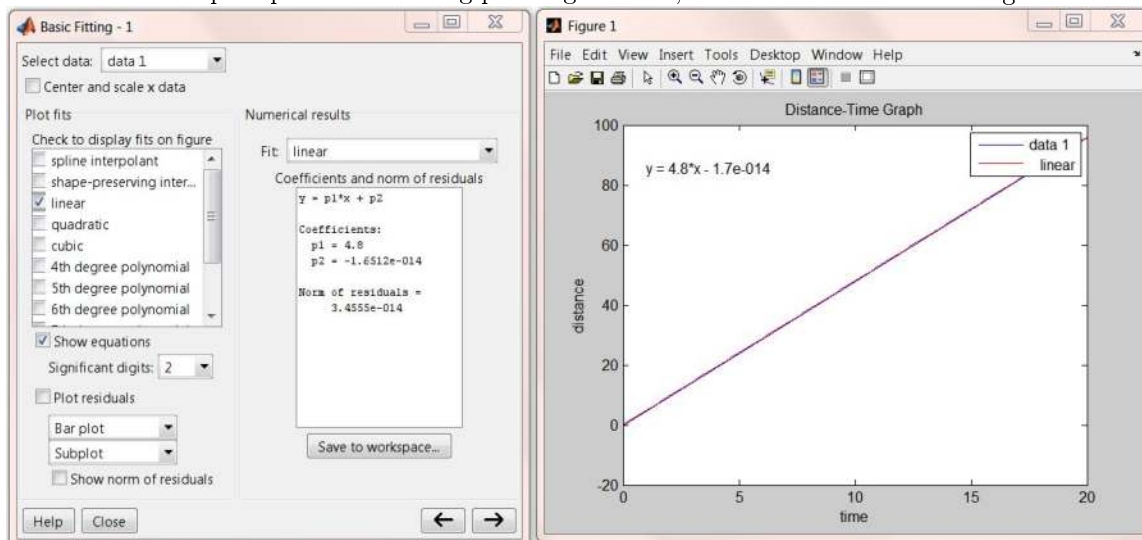 Basic Fitting - 1
Select data: data 1
Center and scale x data
Plot fits
Check to display fits on figure
spline interpolant
shape-preserving inter...
linear
quadratic
cubic
4th degree polynomial
5th degree polynomial
6th degree polynomial
Show equations
Significant digits: 2
Plot residuals
Bar plot
Subplot
Show norm of residuals
Help Close
Numerical results
Fit: linear
Coefficients and norm of residuals
y = p1*x + p2
Coefficients:
p1 = 4.8
p2 = -1.6512e-014
Norm of residuals =
3.4555e-014
Save to workspace...
Figure 1
File Edit View Insert Tools Desktop Window Help
Distance-Time Graph
y = 4.8*x - 1.7e-014
data 1
linear
100
80
60
40
20
0
-20
distance
0 5 10 15 20
time